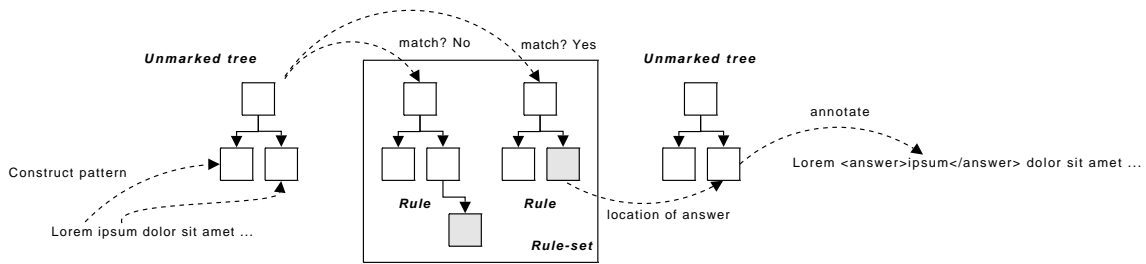 match? No
match? Yes
Unmarked tree
Unmarked tree
annotate
Construct pattern
Lorem <answer>ipsum</answer> dolor sit amet ...
Rule
Rule
location of answer
Lorem ipsum dolor sit amet ...
Rule-set